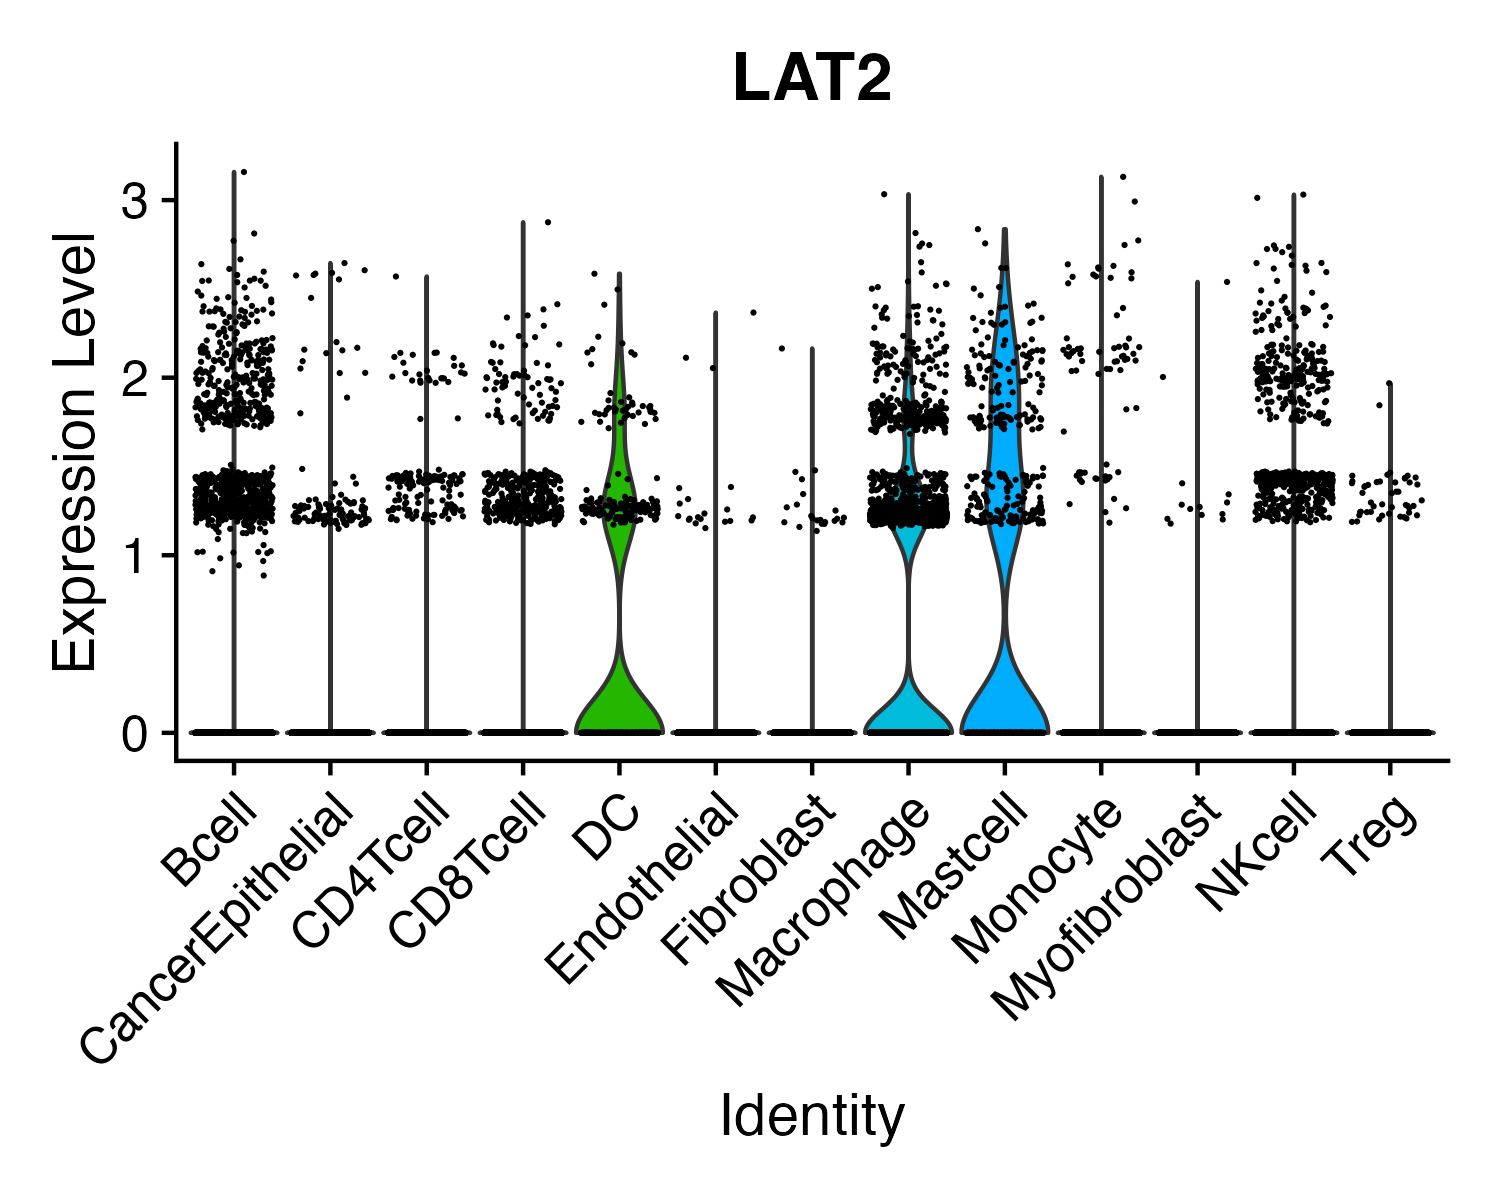 LAT2
Expression Level
3
2
1
0
Bcell
CancerEpithelial
CD4Tcell
CD8Tcell
DC
Endothelial
Fibroblast
Macrophage
Mastcell
Monocyte
Myofibroblast
NKcell
Treg
Identity